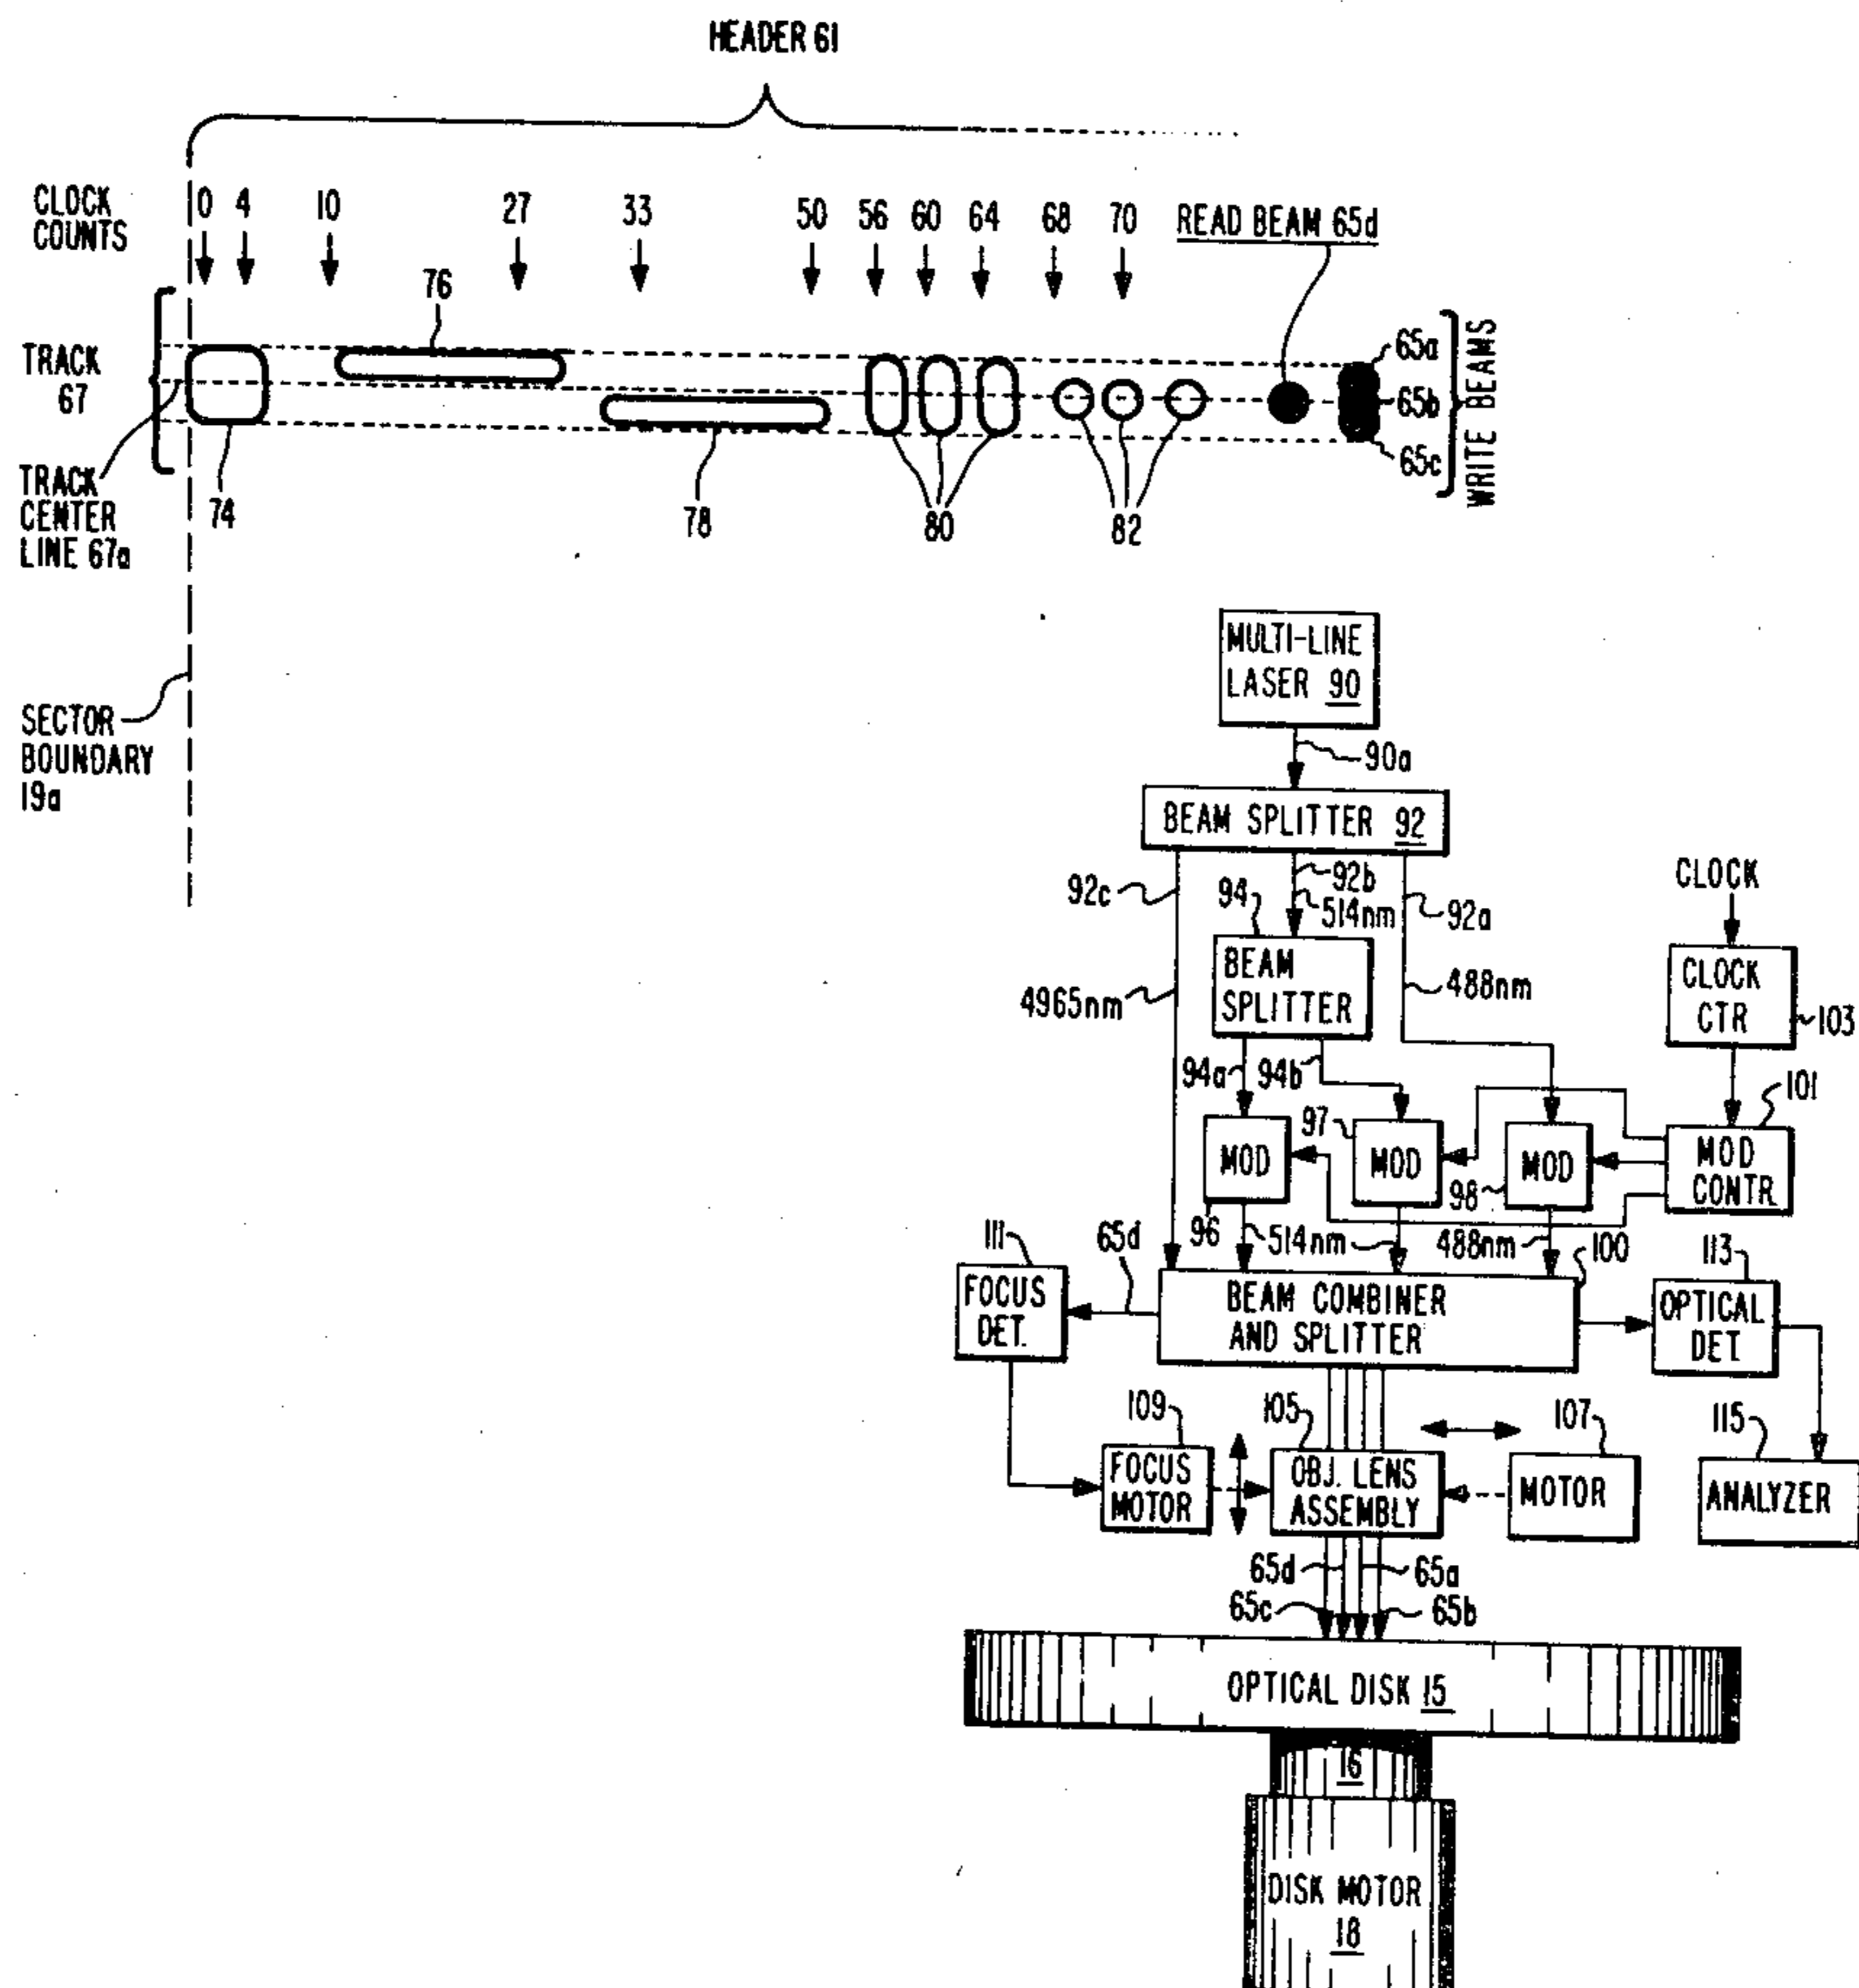 HEADER 61
CLOCK
COUNTS
0 4 10 27 33 50 56 60 64 68 70
READ BEAM 65d
76
TRACK
67
65a
65b
65c
WRITE BEAMS
TRACK
CENTER
LINE 67a
74
78
80
82
SECTOR
BOUNDARY
19a
MULTI-LINE
LASER 90
90a
BEAM SPLITTER 92
92c
94
92b
514nm
92a
CLOCK
BEAM
SPLITTER
4965nm
488nm
CLOCK
CTR
103
94a
94b
101
97
MOD
MOD
MOD
98
MOD
CONTR
96
514nm
488nm
100
111
65d
113
FOCUS
DET.
BEAM COMBINER
AND SPLITTER
OPTICAL
DET.
109
105
107
115
FOCUS
MOTOR
OBJ. LENS
ASSEMBLY
MOTOR
ANALYZER
65d
65a
65c
65b
OPTICAL DISK 15
16
DISK MOTOR
18